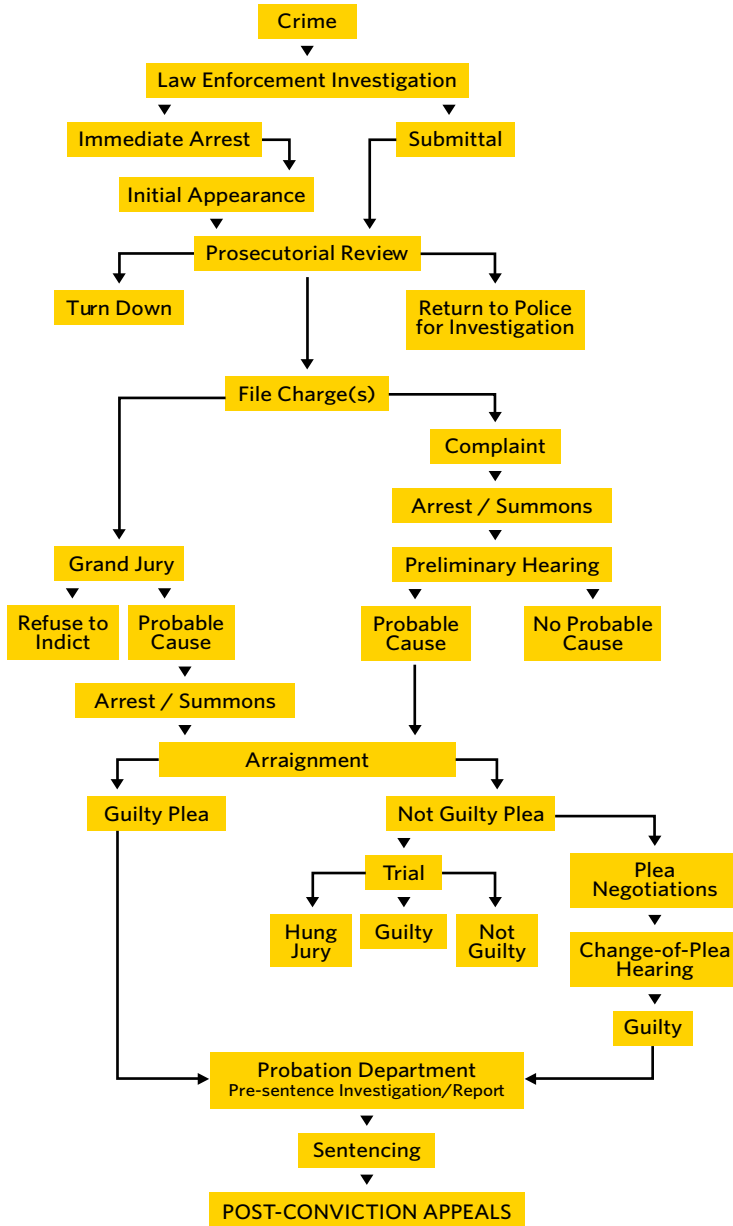 Crime
Law Enforcement Investigation
Immediate Arrest
Submittal
Initial Appearance
Prosecutorial Review
Turn Down
Return to Police
for Investigation
File Charge(s)
Complaint
Arrest / Summons
Grand Jury
Preliminary Hearing
Refuse to
Indict
Probable
Cause
Probable
Cause
No Probable
Cause
Arrest / Summons
Arraignment
Guilty Plea
Not Guilty Plea
Trial
Plea
Negotiations
Hung
Jury
Guilty
Not
Guilty
Change-of-Plea
Hearing
Guilty
Probation Department
Pre-sentence Investigation/Report
Sentencing
POST-CONVICTION APPEALS